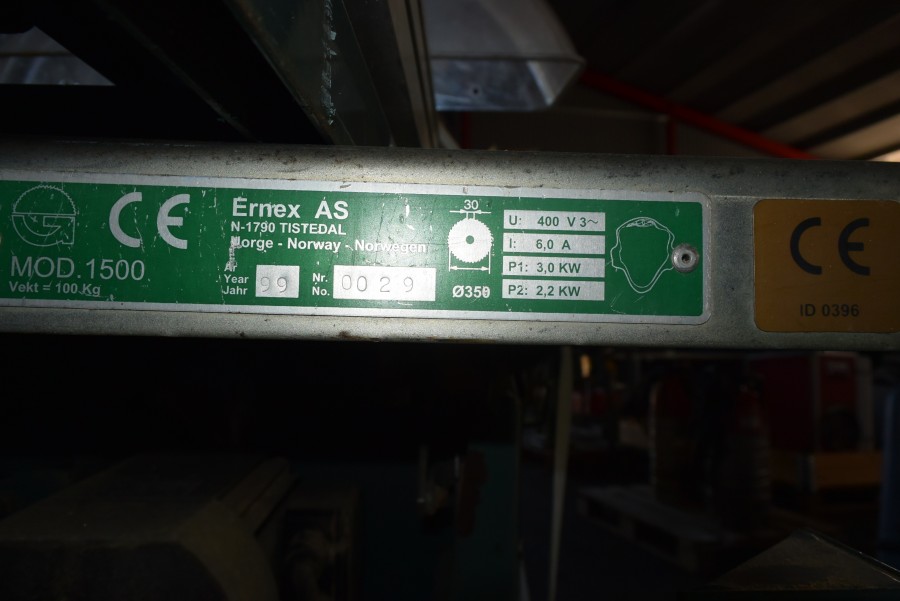 CE
MOD.1500
Vekt = 100 Kg
Ernex AS
N-1790 TISTEDAL
Norge - Norway - Norwegen
År
Year
Jahr
99
Nr.
No.
0029
30
Ø350
U: 400 V 3~
I: 6,0 A
P1: 3,0 KW
P2: 2,2 KW
CE
ID 0396